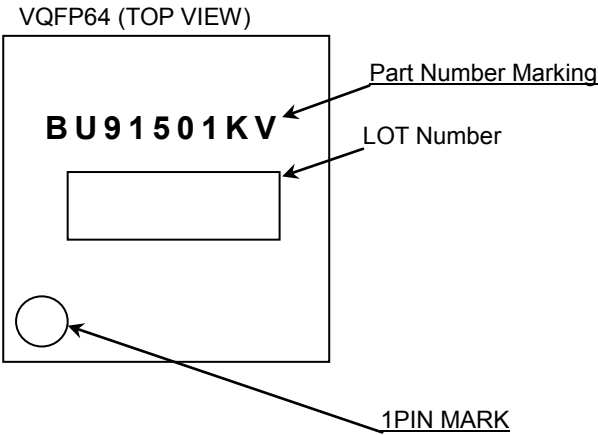 VQFP64 (TOP VIEW)
Part Number Marking
BU91501KV
LOT Number
1PIN MARK